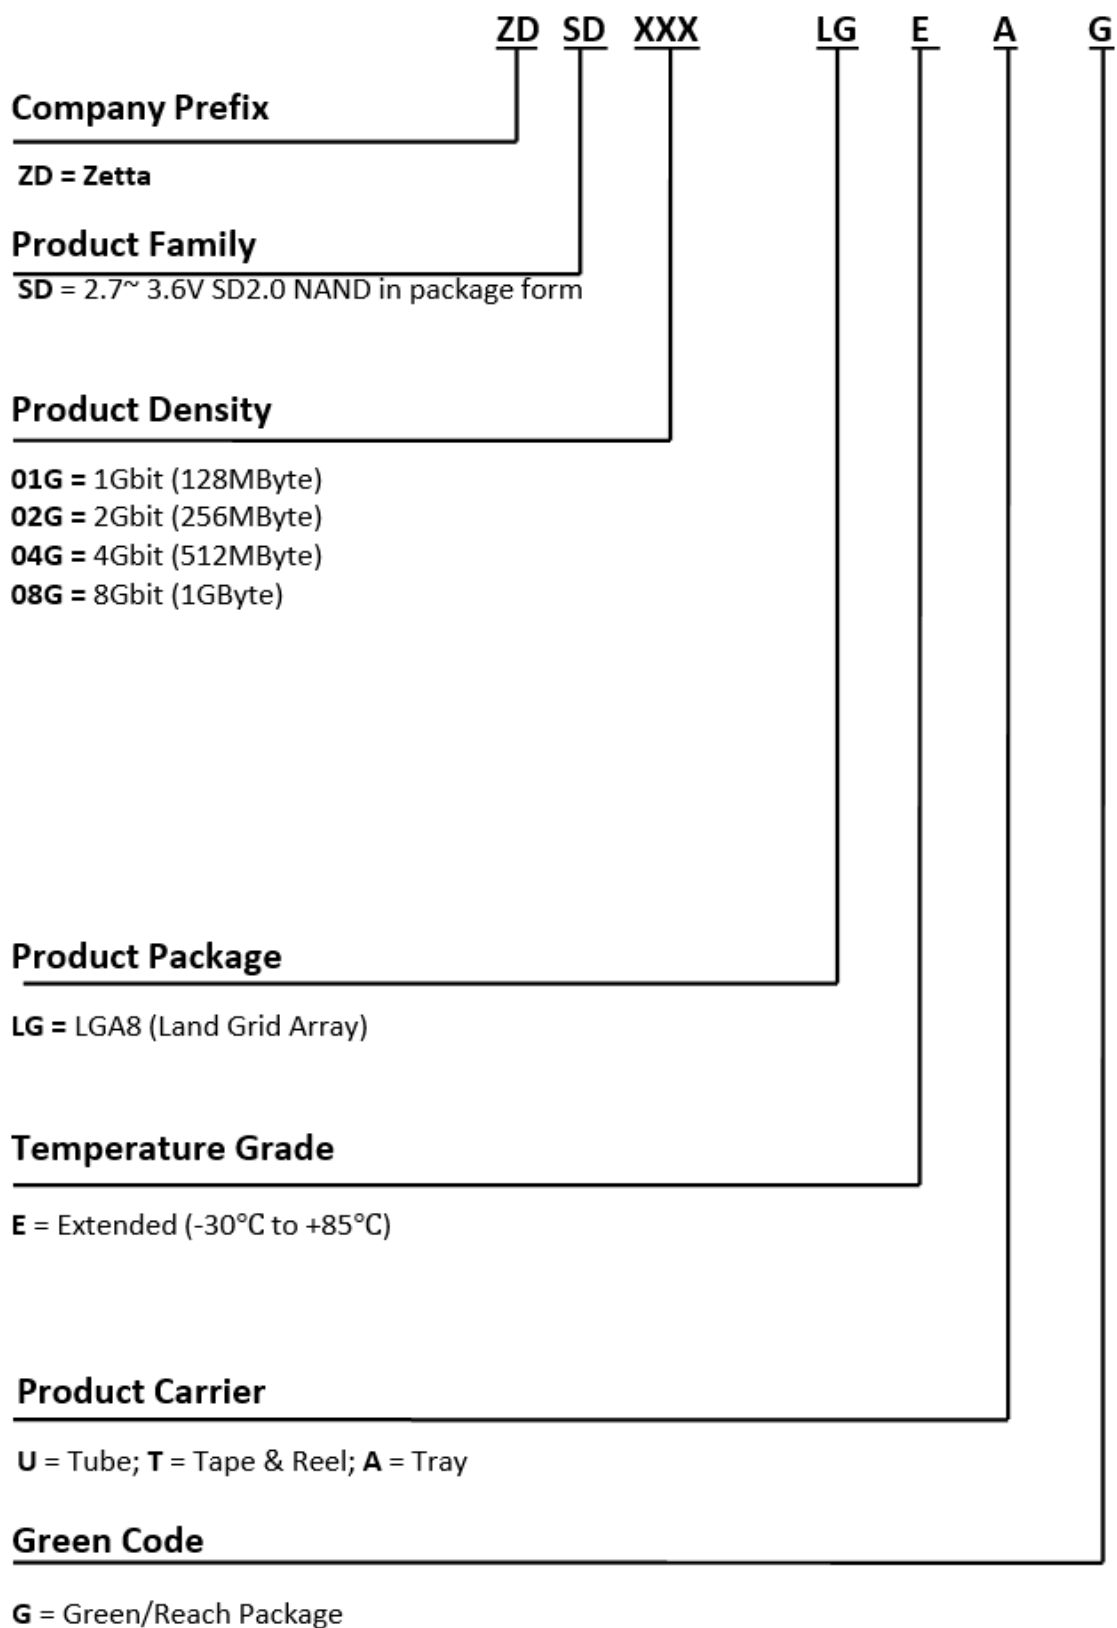 ZD SD XXX LG E A G
Company Prefix
ZD = Zetta
Product Family
SD = 2.7~ 3.6V SD2.0 NAND in package form
Product Density
01G = 1Gbit (128MByte)
02G = 2Gbit (256MByte)
04G = 4Gbit (512MByte)
08G = 8Gbit (1GByte)
Product Package
LG = LGA8 (Land Grid Array)
Temperature Grade
E = Extended (-30℃ to +85℃)
Product Carrier
U = Tube; T = Tape & Reel; A = Tray
Green Code
G = Green/Reach Package